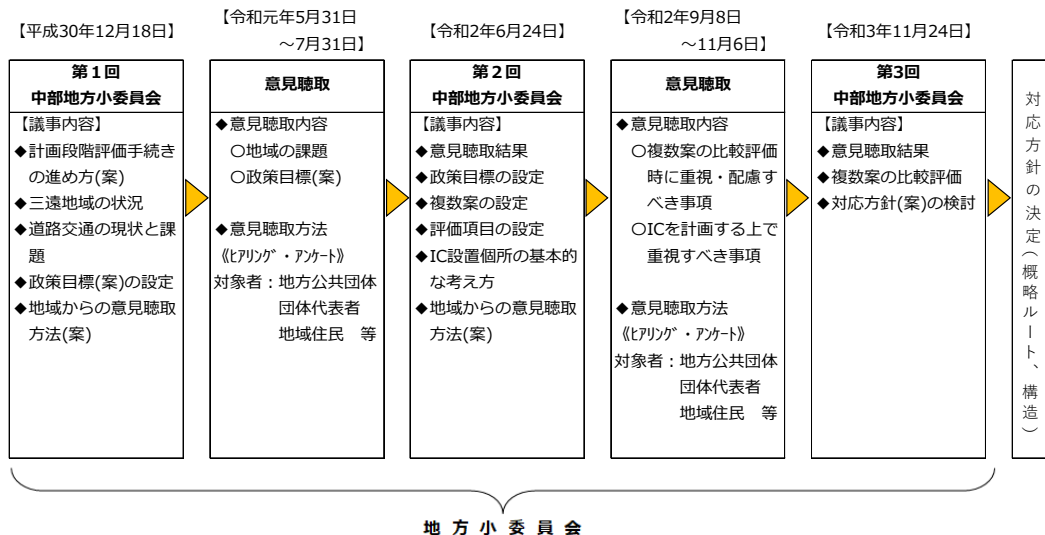 【平成30年12月18日】
【令和元年5月31日
～7月31日】
【令和2年6月24日】
【令和2年9月8日
～11月6日】
【令和3年11月24日】
第１回
中部地方小委員会
【議事内容】
◆計画段階評価手続き
の進め方(案)
◆三遠地域の状況
◆道路交通の現状と課
題
◆政策目標(案)の設定
◆地域からの意見聴取
方法(案)
意見聴取
◆意見聴取内容
○地域の課題
○政策目標(案)
◆意見聴取方法
《ﾋｱﾘﾝｸﾞ・ｱﾝｹｰﾄ》
対象者：地方公共団体
団体代表者
地域住民　等
第２回
中部地方小委員会
【議事内容】
◆意見聴取結果
◆政策目標の設定
◆複数案の設定
◆評価項目の設定
◆IC設置個所の基本的
な考え方
◆地域からの意見聴取
方法(案)
意見聴取
◆意見聴取内容
○複数案の比較評価
時に重視・配慮す
べき事項
○ICを計画する上で
重視すべき事項
◆意見聴取方法
《ﾋｱﾘﾝｸﾞ・ｱﾝｹｰﾄ》
対象者：地方公共団体
団体代表者
地域住民　等
第3回
中部地方小委員会
【議事内容】
◆意見聴取結果
◆複数案の比較評価
◆対応方針(案)の検討
対応方針の決定（概略ルート、構造）
地方小委員会